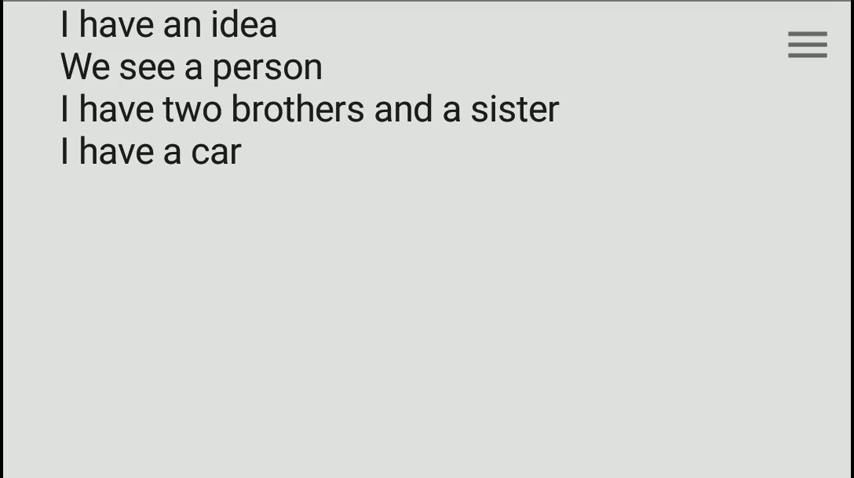 I have an idea
We see a person
I have two brothers and a sister
I have a car